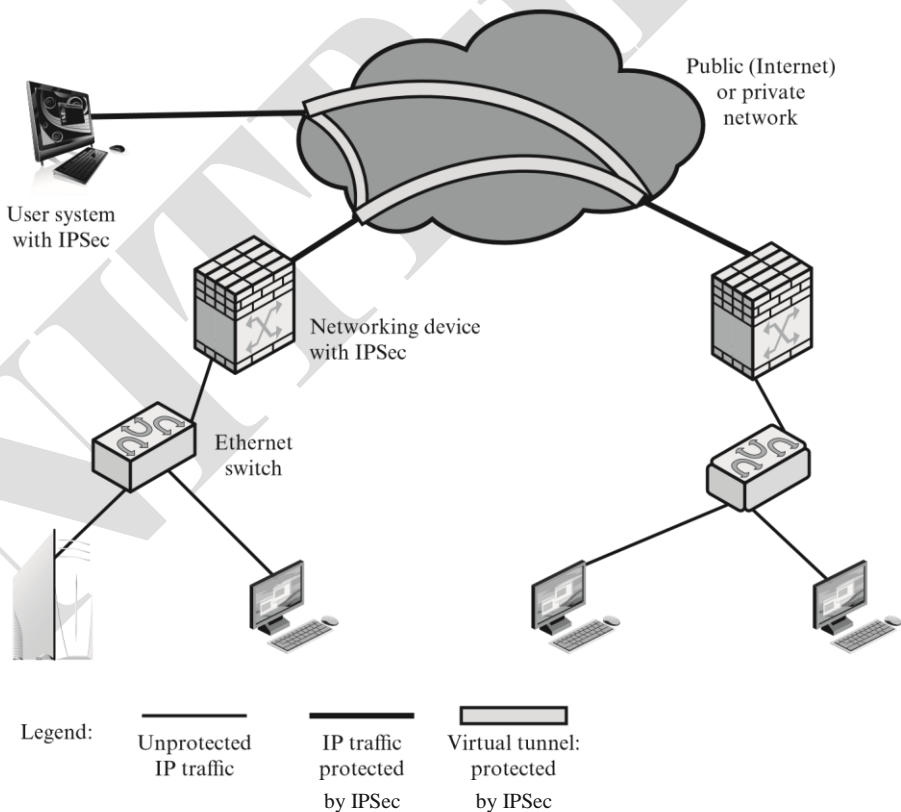 Public (Internet)
or private
network
User system
with IPSec
Networking device
with IPSec
Ethernet
switch
Legend:
Unprotected
IP traffic
IP traffic
protected
by IPSec
Virtual tunnel:
protected
by IPSec